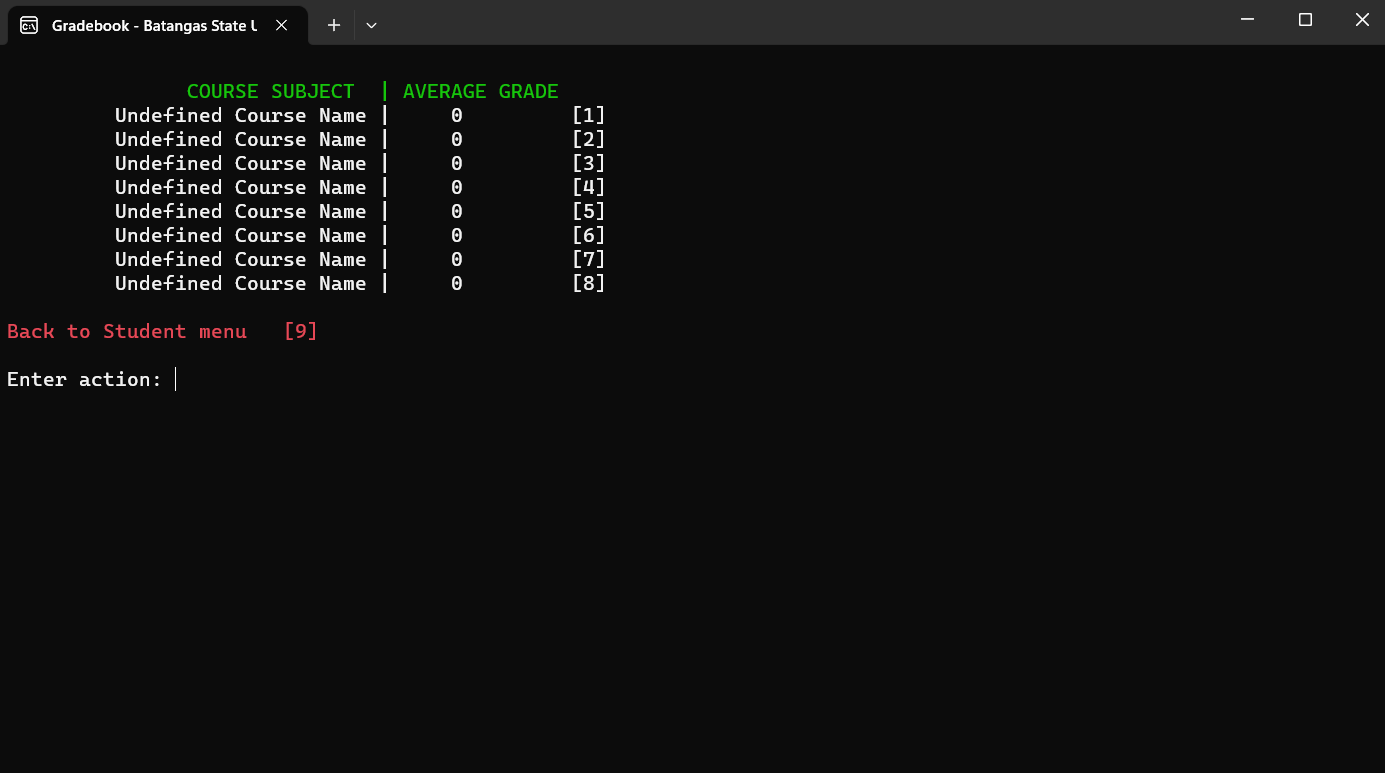 Gradebook - Batangas State U
COURSE SUBJECT | AVERAGE GRADE
Undefined Course Name | 0 [1]
Undefined Course Name | 0 [2]
Undefined Course Name | 0 [3]
Undefined Course Name | 0 [4]
Undefined Course Name | 0 [5]
Undefined Course Name | 0 [6]
Undefined Course Name | 0 [7]
Undefined Course Name | 0 [8]
Back to Student menu [9]
Enter action: